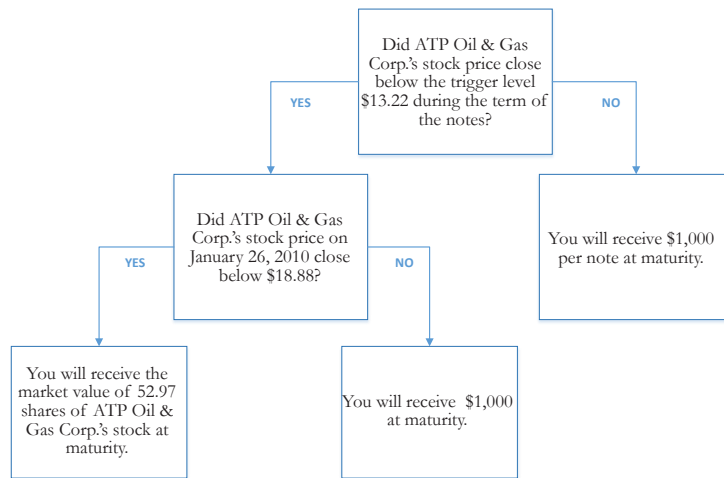 Did ATP Oil & Gas
Corp.'s stock price close
below the trigger level
$13.22 during the term of
the notes?
YES
NO
Did ATP Oil & Gas
Corp.'s stock price on
January 26, 2010 close
below $18.88?
You will receive $1,000
per note at maturity.
YES
NO
You will receive the
market value of 52.97
shares of ATP Oil &
Gas Corp.'s stock at
maturity.
You will receive $1,000
at maturity.